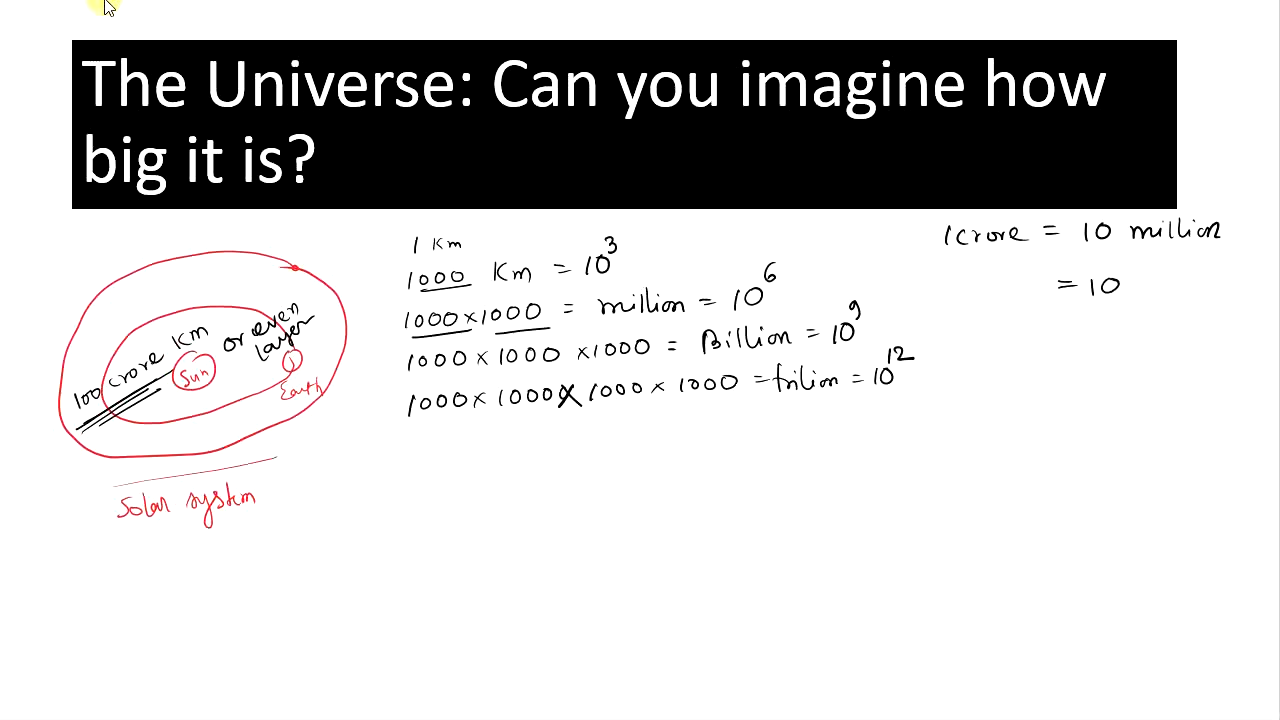 The Universe: Can you imagine how
big it is?
1 Km
1000 Km = 10³
1000×1000 = million = 10⁶
1000×1000×1000 = Billion = 10⁹
1000×1000×1000×1000 = trilion = 10¹²
1crore = 10 million
= 10
100 crore Km or even
layer
Sun
Earth
Solar system